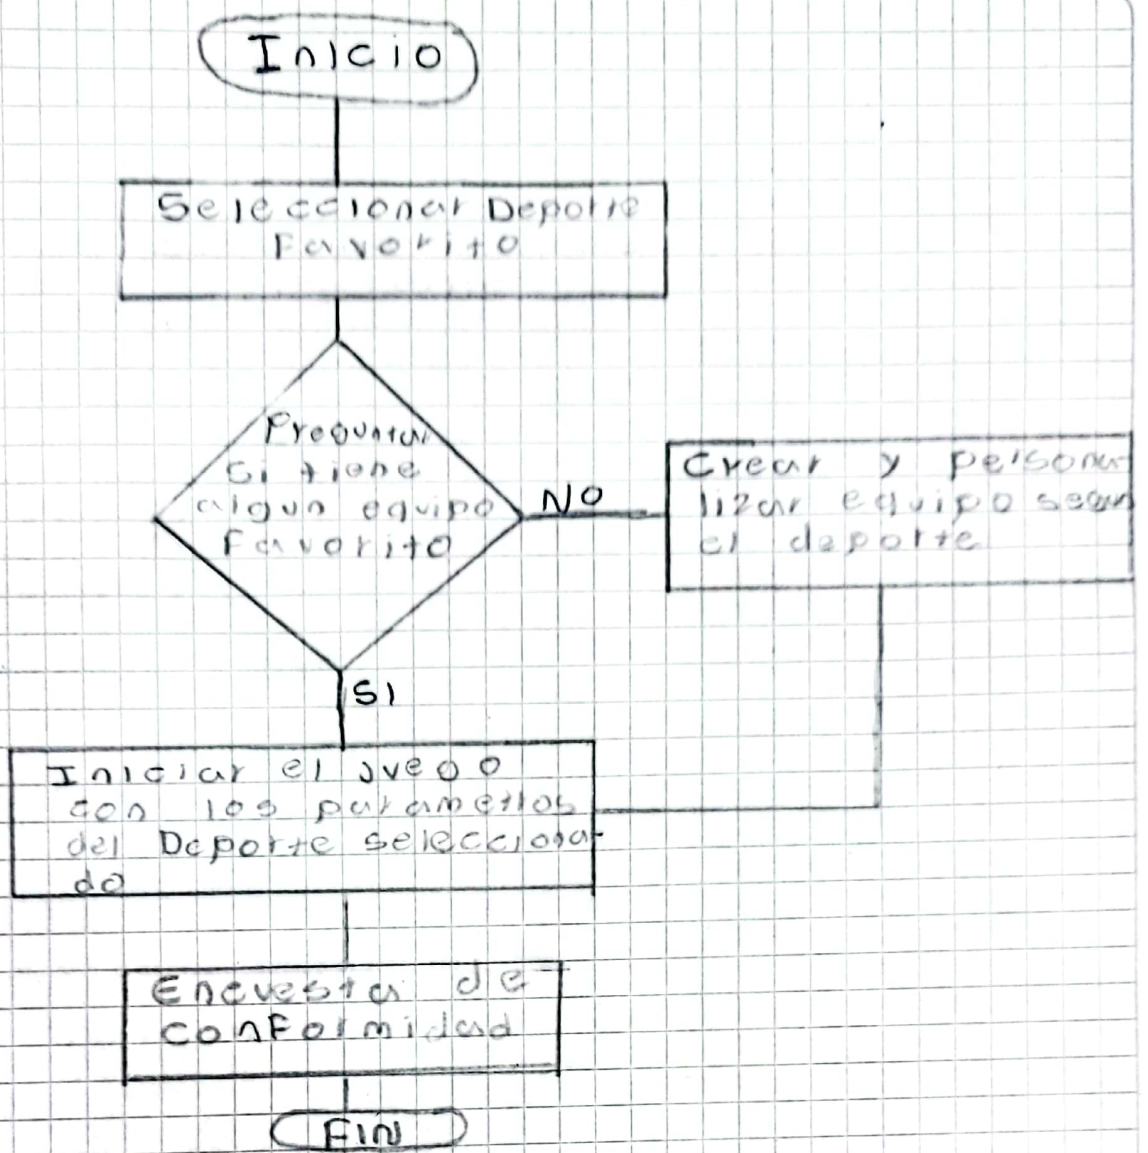 Inicio
Seleccionar Deporte
Favorito
Preguntar
si tiene
algun equipo
Favorito
NO
Crear y persona
lizar equipo segun
el deporte
SI
Iniciar el juego
con los parametros
del Deporte selecciona-
do
Encuesta de
conformidad
FIN